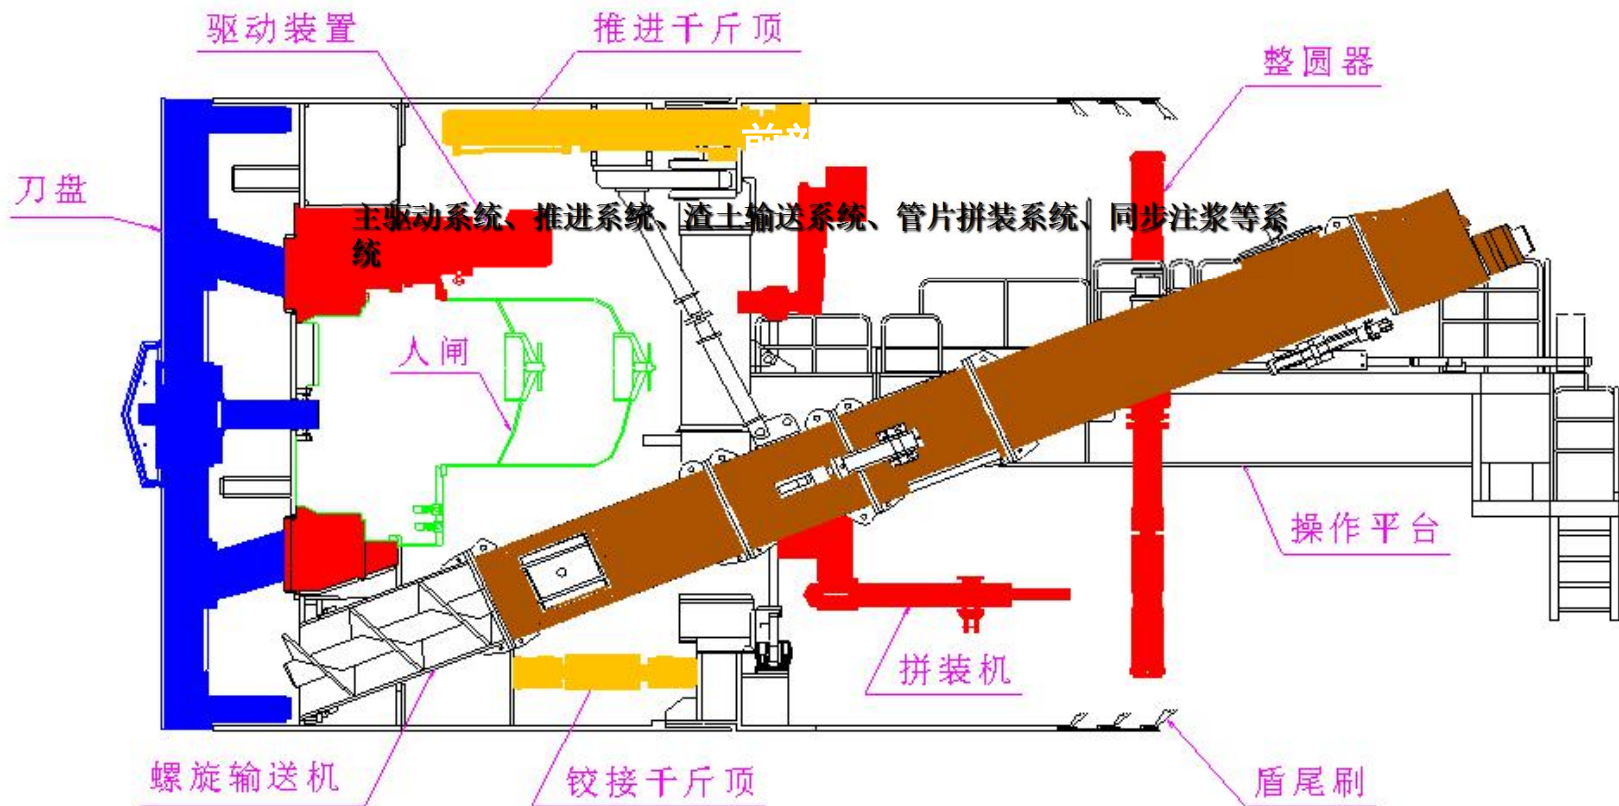 驱动装置
推进千斤顶
整圆器
前部
刀盘
主驱动系统、推进系统、渣土输送系统、管片拼装系统、同步注浆等系
统
人闸
操作平台
拼装机
螺旋输送机
铰接千斤顶
盾尾刷